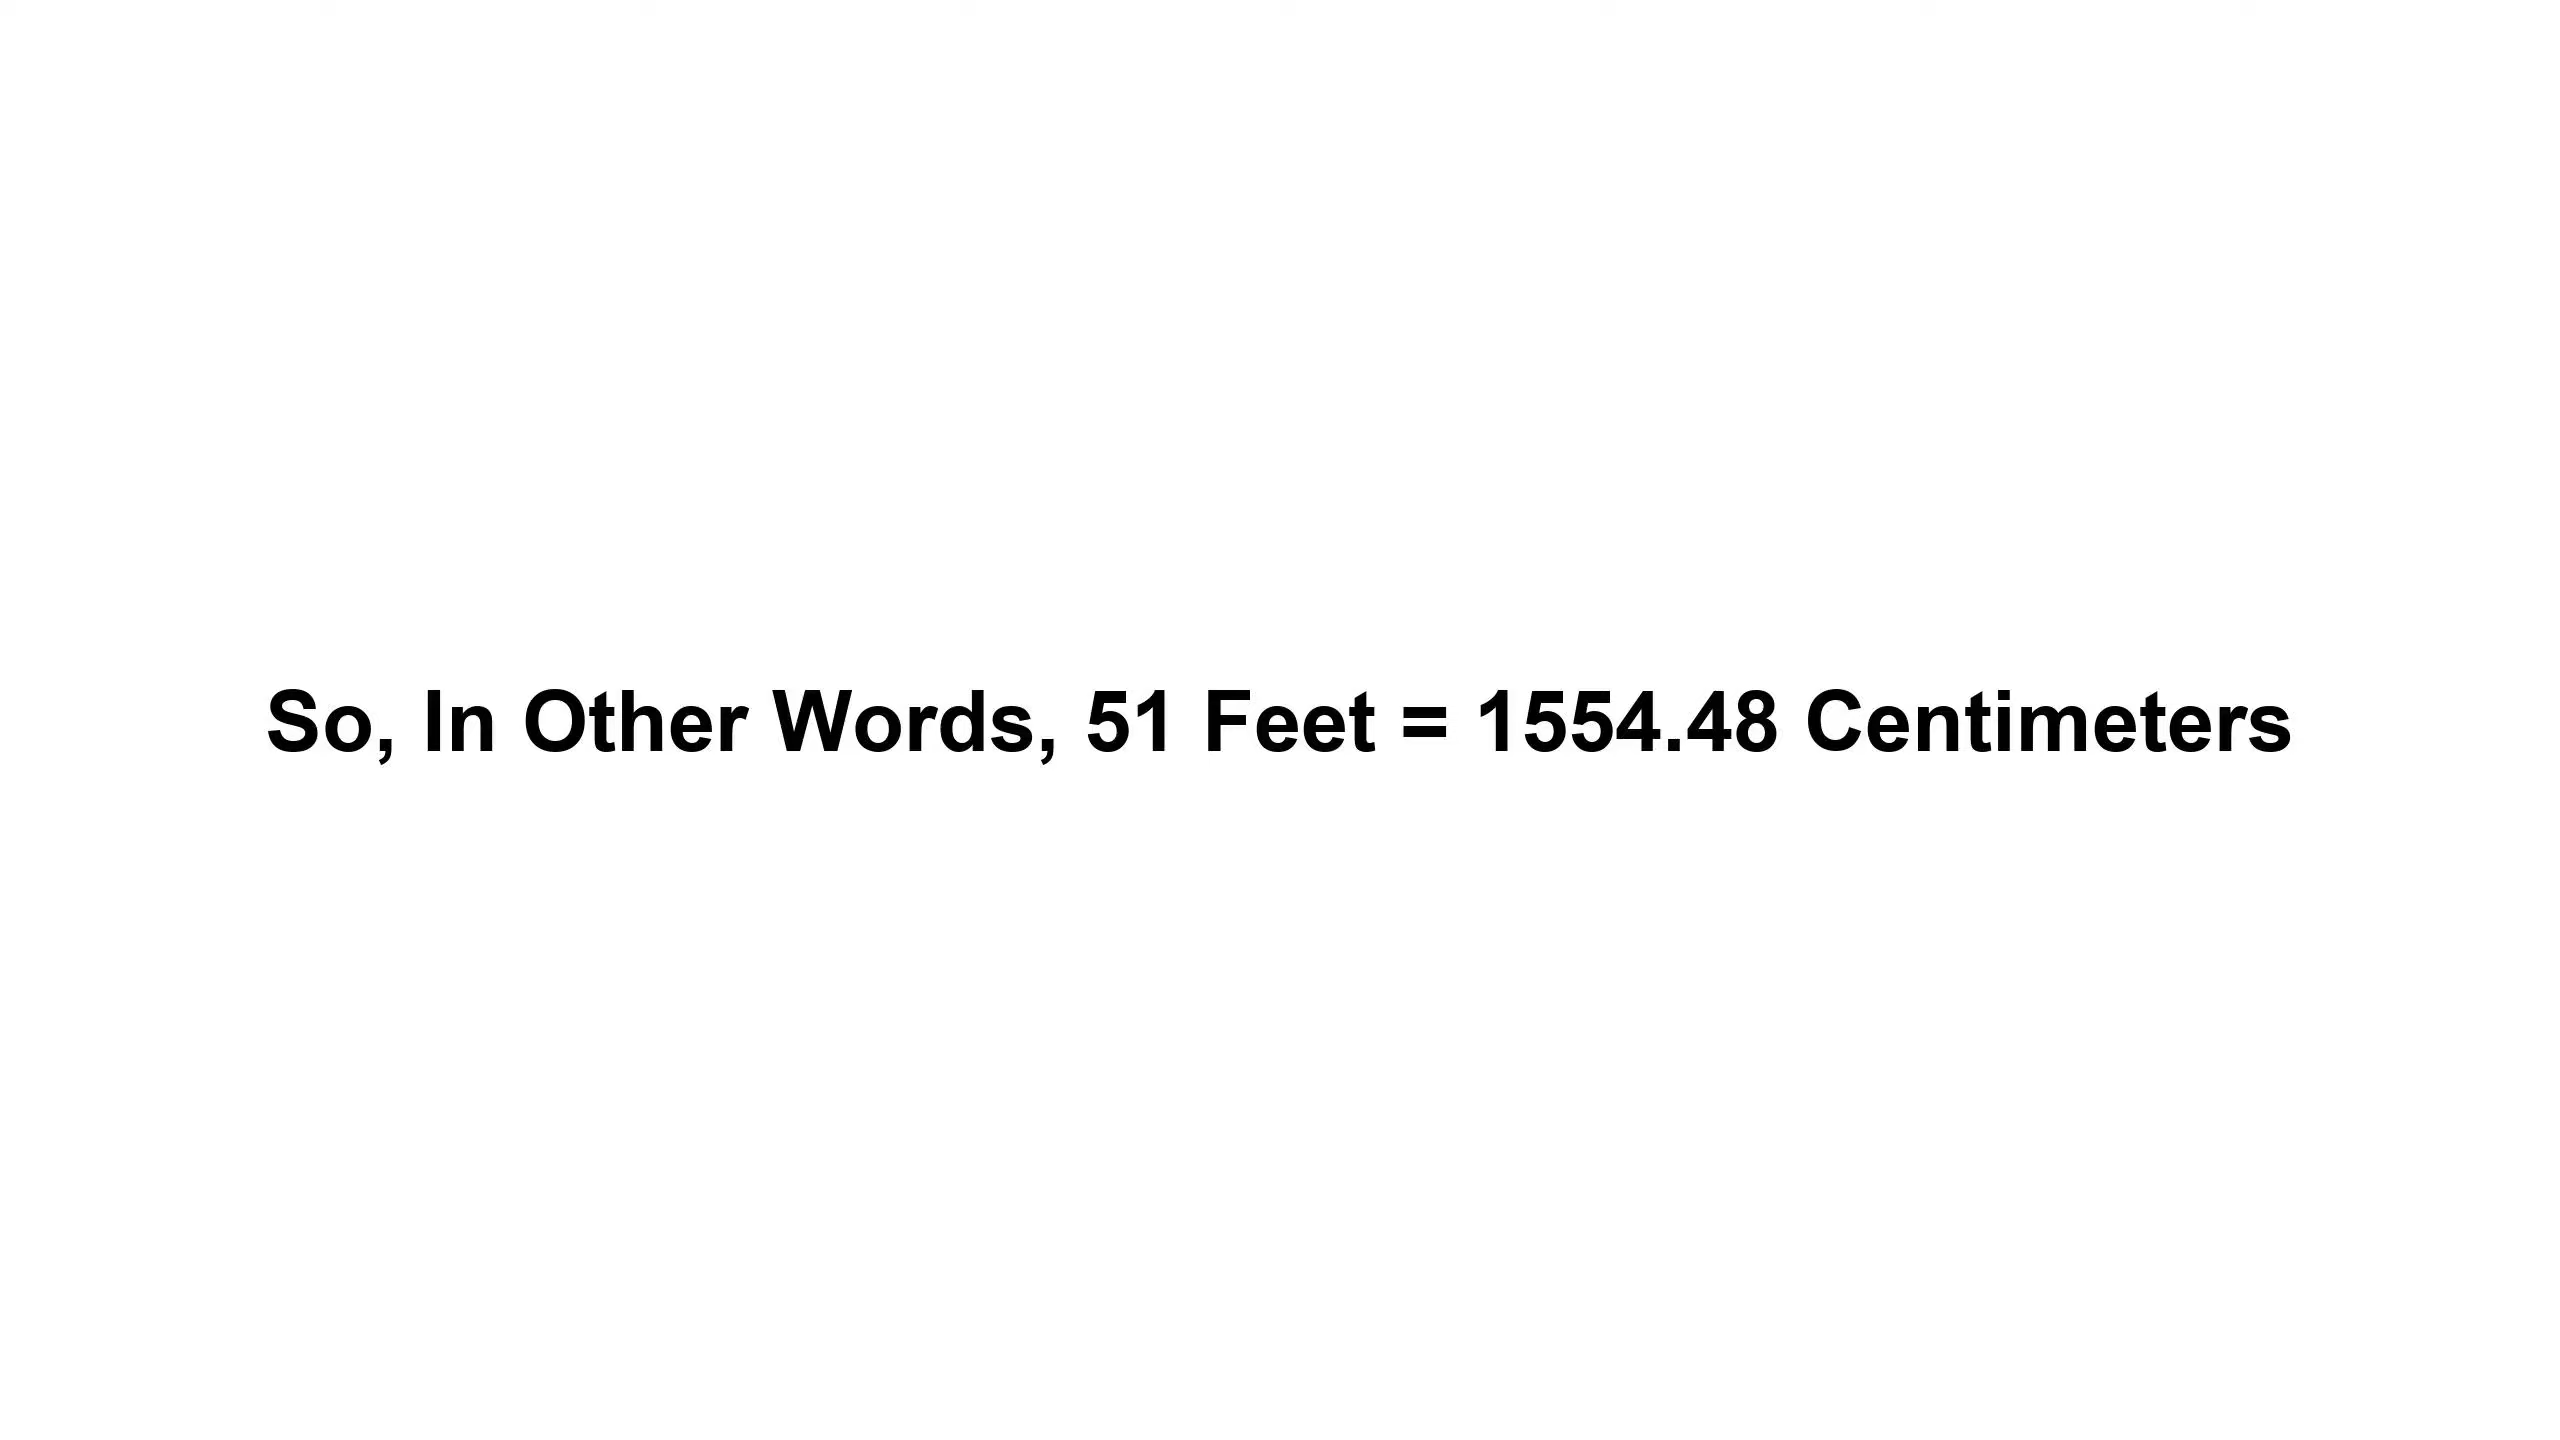 So, In Other Words, 51 Feet = 1554.48 Centimeters